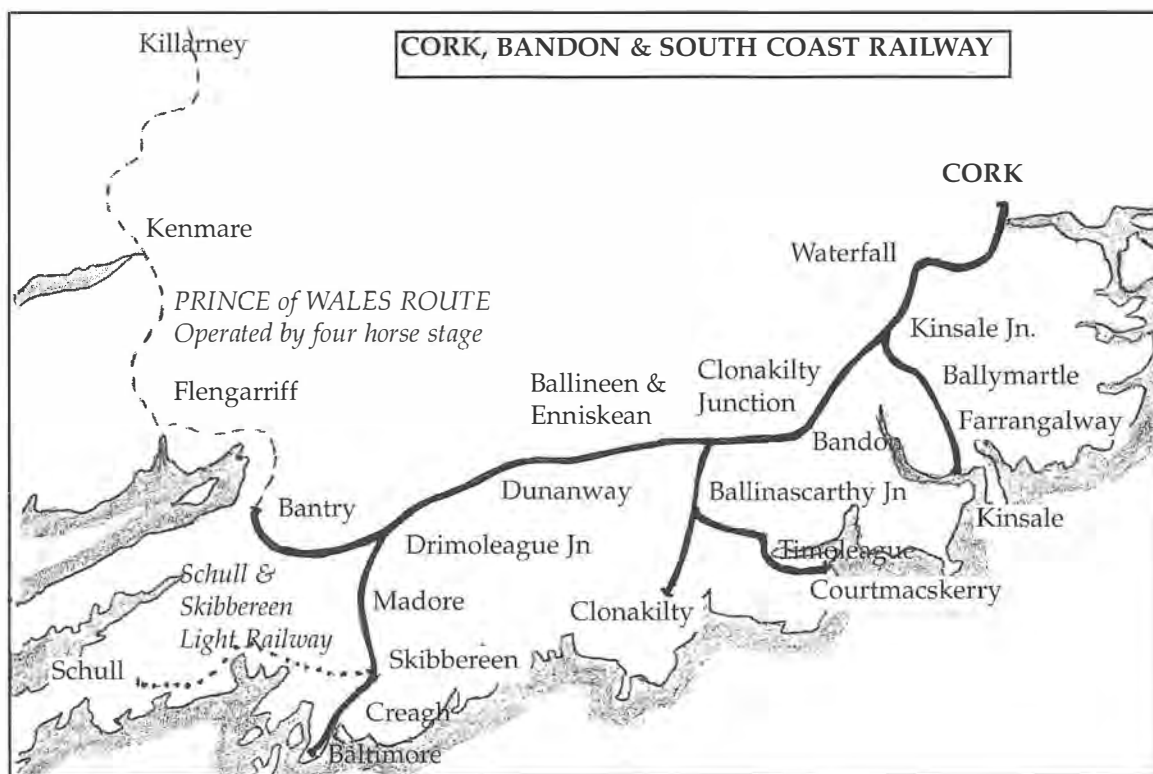 Killarney
CORK, BANDON & SOUTH COAST RAILWAY
CORK
Kenmare
Waterfall
PRINCE of WALES ROUTE
Operated by four horse stage
Kinsale Jn.
Flengarriff
Ballineen &
Enniskean
Clonakilty
Junction
Ballymartle
Farrangalway
Bandon
Bantry
Dunanway
Ballinascarthy Jn
Kinsale
Drimoleague Jn
Timoleague
Schull &
Skibbereen
Light Railway
Madore
Clonakilty
Courtmacskerry
Schull
Skibbereen
Creagh
Baltimore